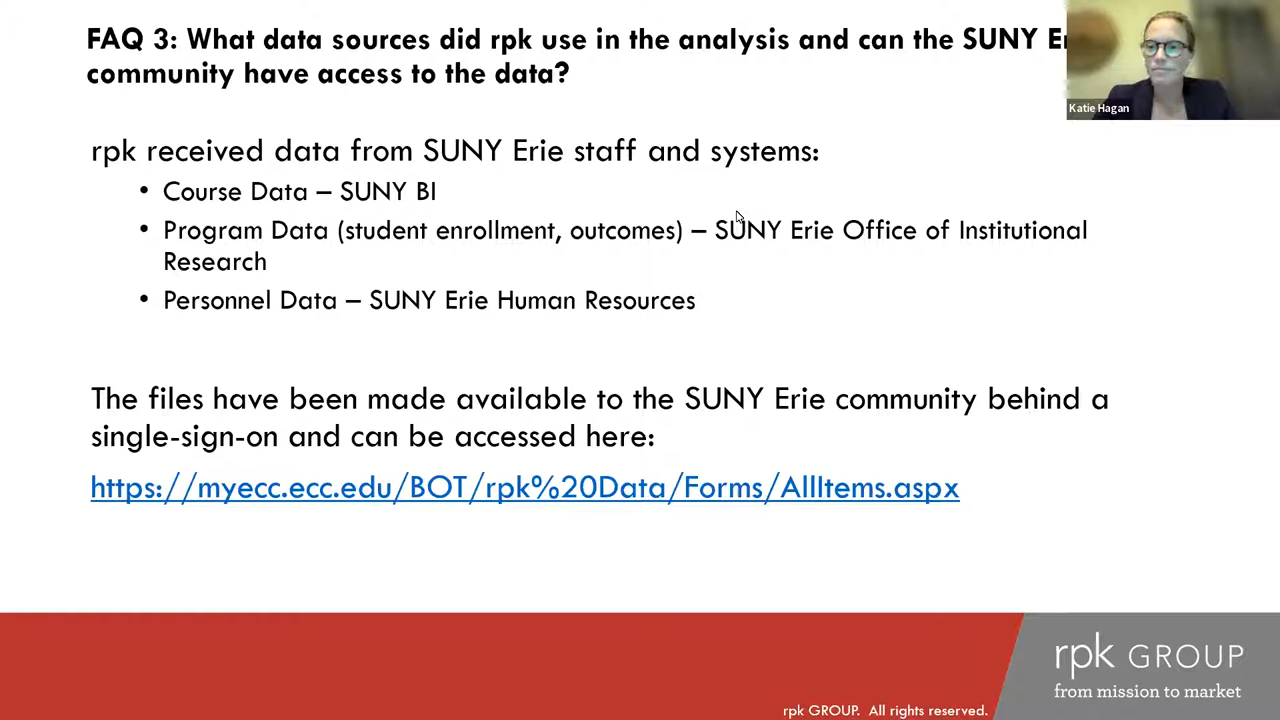 FAQ 3: What data sources did rpk use in the analysis and can the SUNY
community have access to the data?
Katie Hagan
rpk received data from SUNY Erie staff and systems:
• Course Data – SUNY BI
• Program Data (student enrollment, outcomes) – SUNY Erie Office of Institutional
Research
• Personnel Data – SUNY Erie Human Resources
The files have been made available to the SUNY Erie community behind a
single-sign-on and can be accessed here:
https://myecc.ecc.edu/BOT/rpk%20Data/Forms/AllItems.aspx
rpk GROUP
from mission to market
rpk GROUP. All rights reserved.